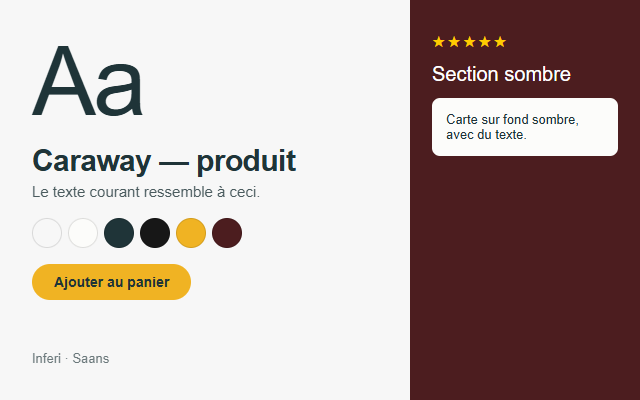 Aa
Caraway — produit
Le texte courant ressemble à ceci.
Ajouter au panier
Inferi · Saans
Section sombre
Carte sur fond sombre,
avec du texte.